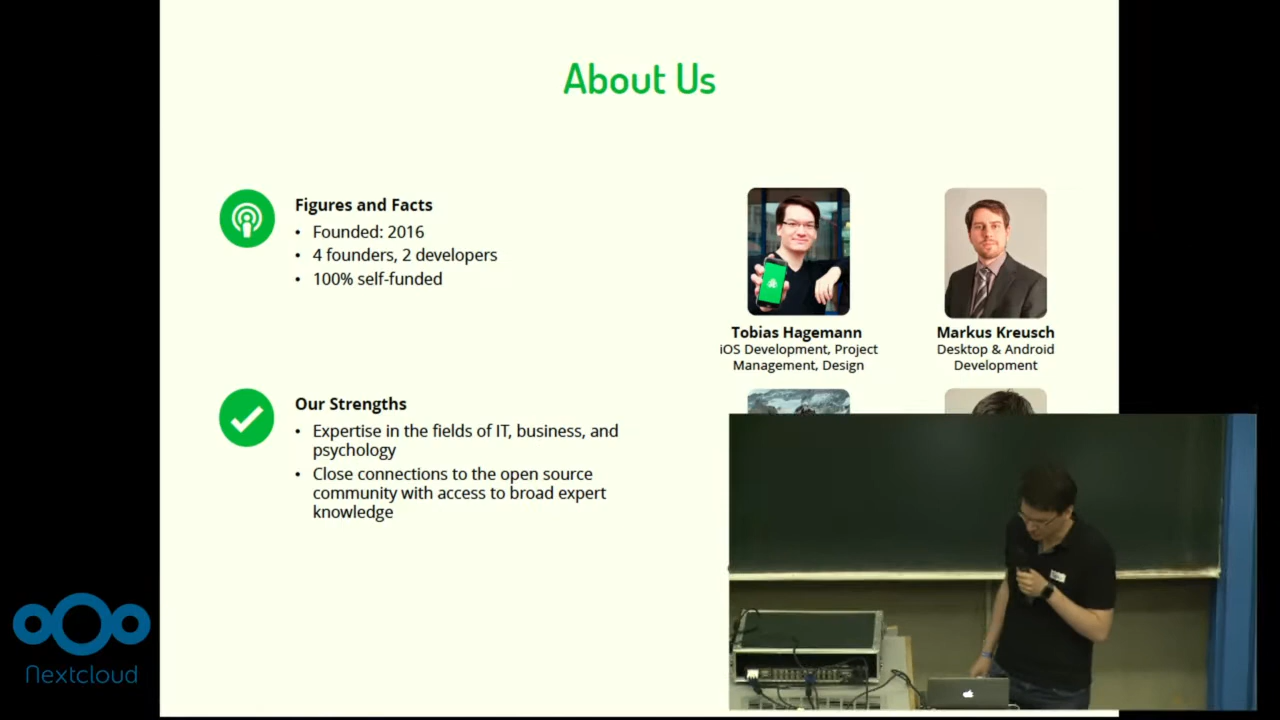 About Us
Figures and Facts
• Founded: 2016
• 4 founders, 2 developers
• 100% self-funded
Tobias Hagemann
iOS Development, Project
Management, Design
Markus Kreusch
Desktop & Android
Development
Our Strengths
• Expertise in the fields of IT, business, and
psychology
• Close connections to the open source
community with access to broad expert
knowledge
Nextcloud